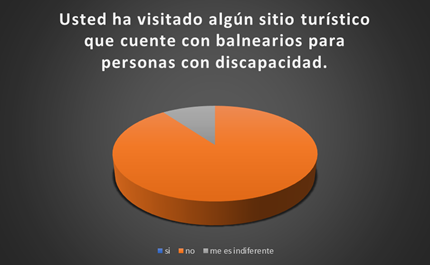 Usted ha visitado algún sitio turístico
que cuente con balnearios para
personas con discapacidad.
si no me es indiferente